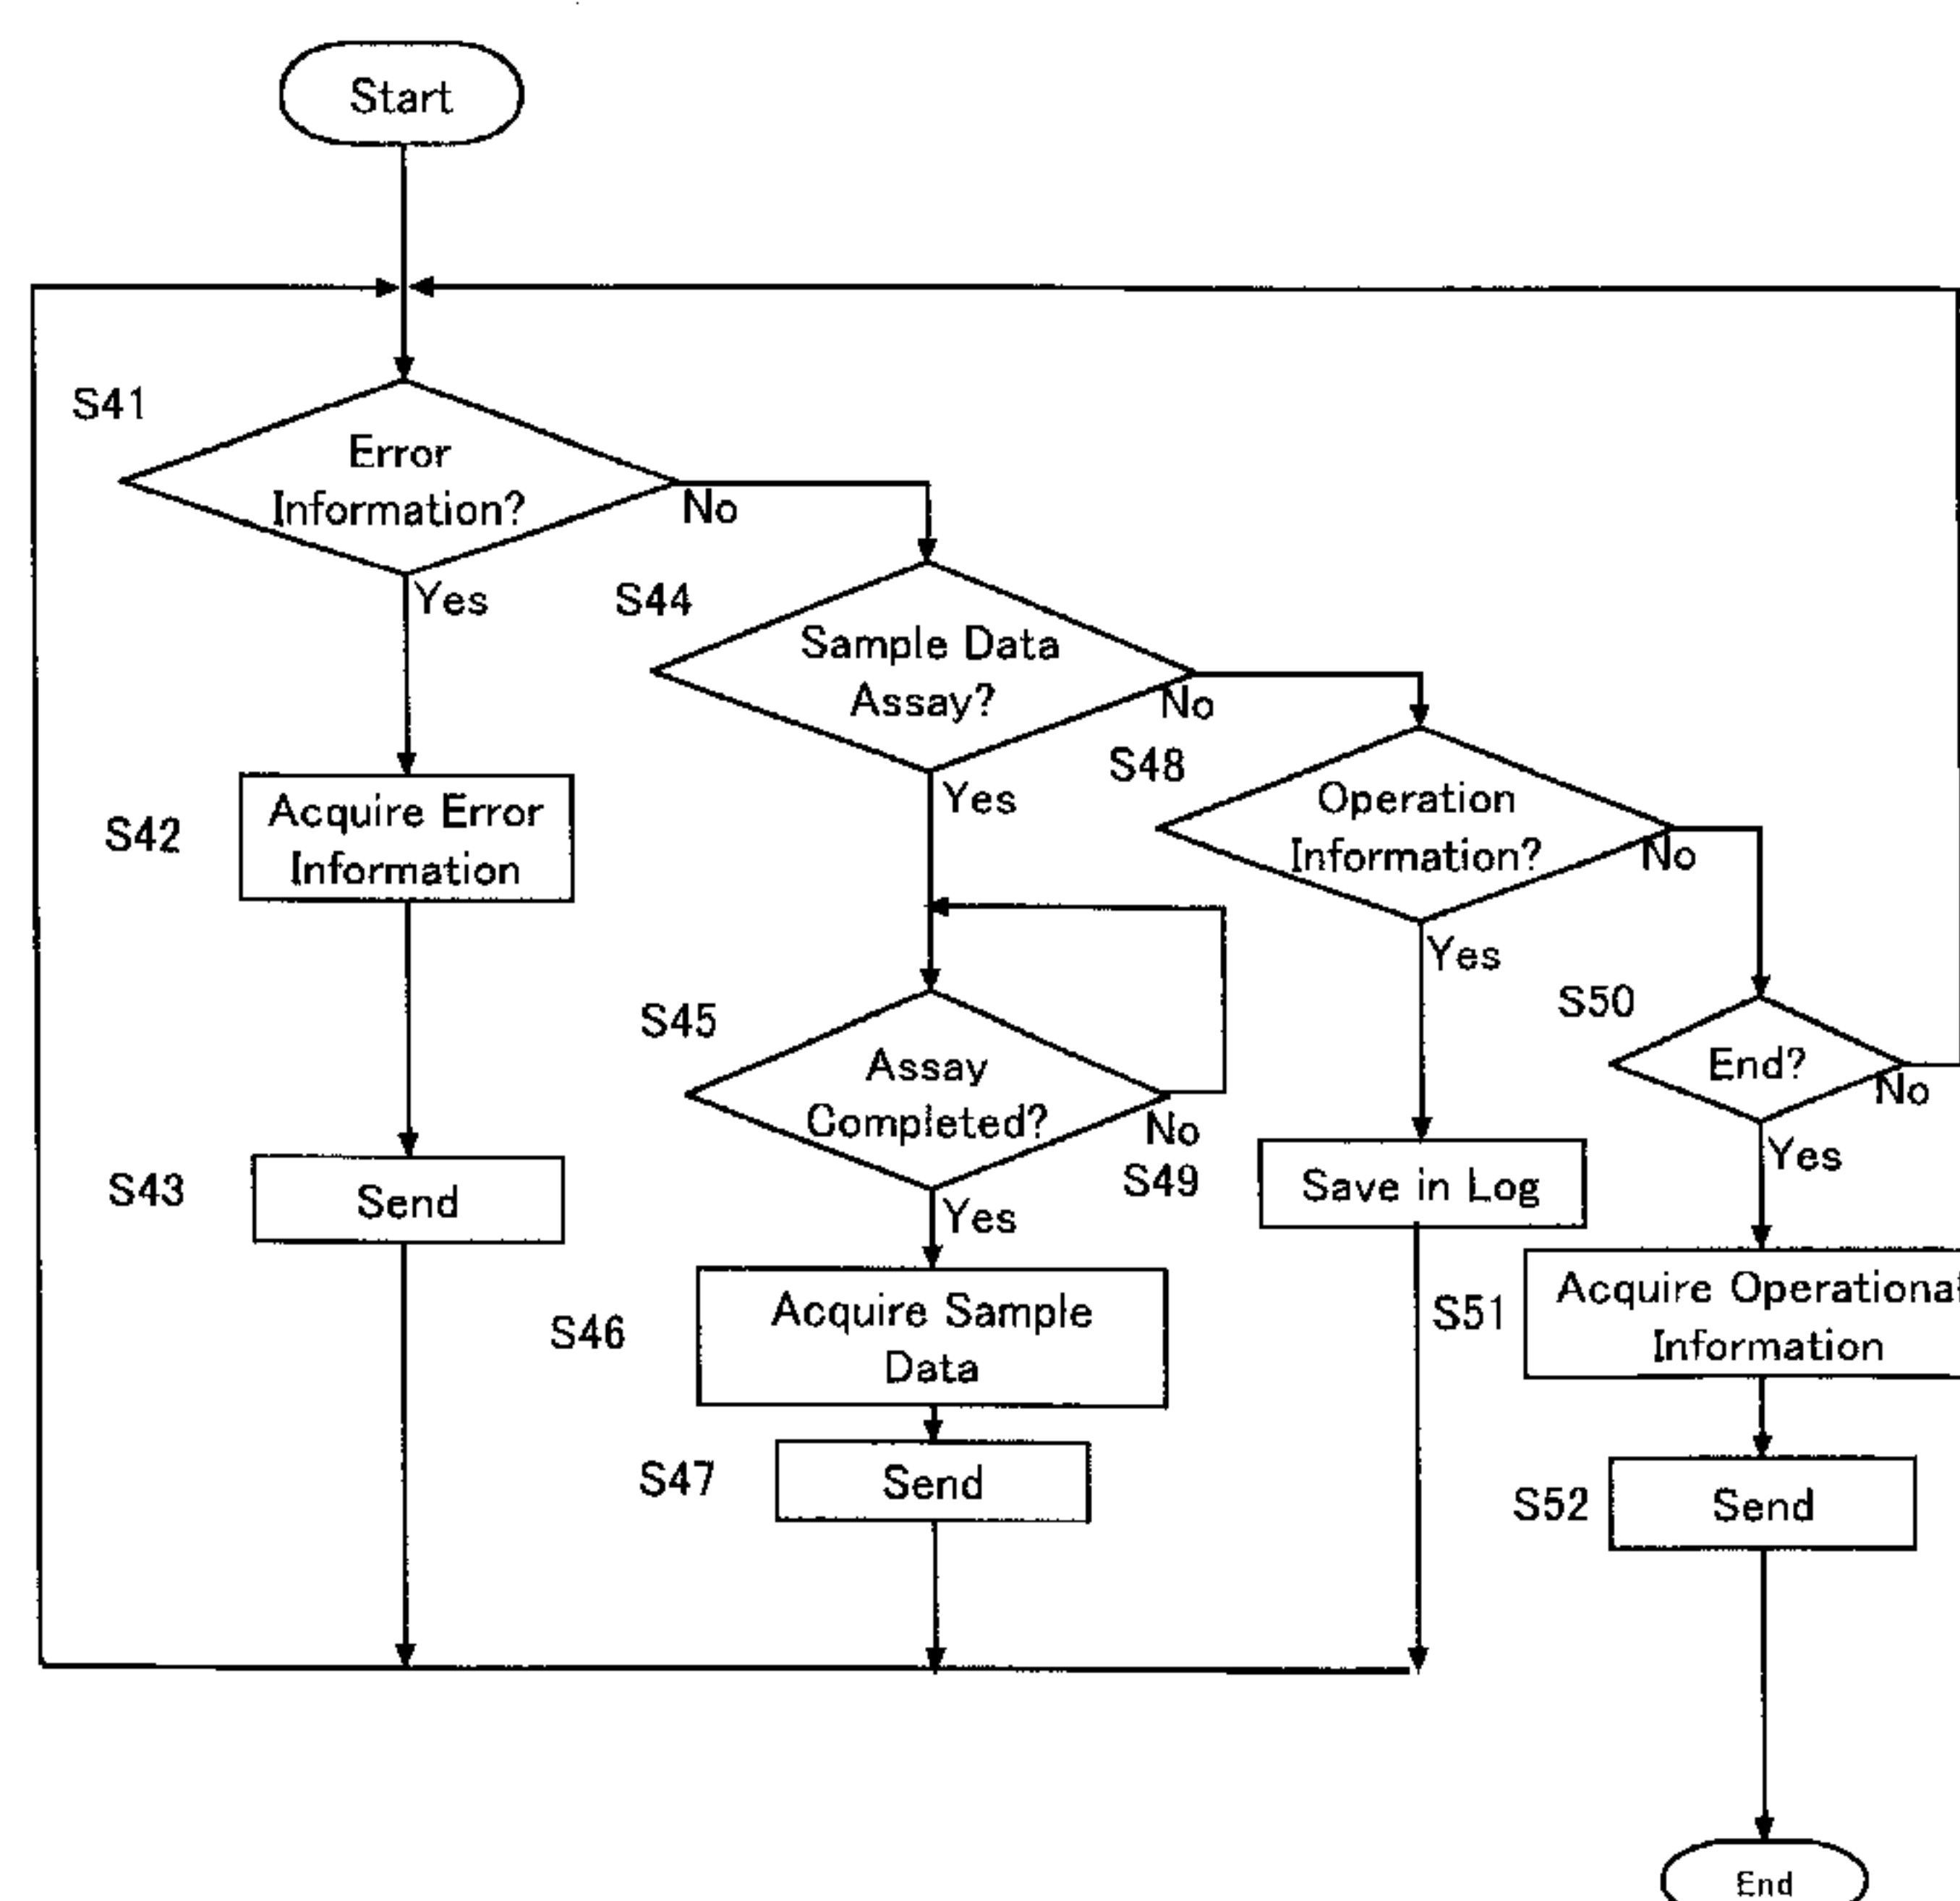 Start
S41
Error
Information?
No
Yes
S44
Sample Data
Assay?
No
Yes
S42
Acquire Error
Information
S48
Operation
Information?
No
Yes
S45
Assay
Completed?
No
Yes
S50
End?
No
Yes
S43
Send
S49
Save in Log
S46
Acquire Sample
Data
S51
Acquire Operational
Information
S47
Send
S52
Send
End